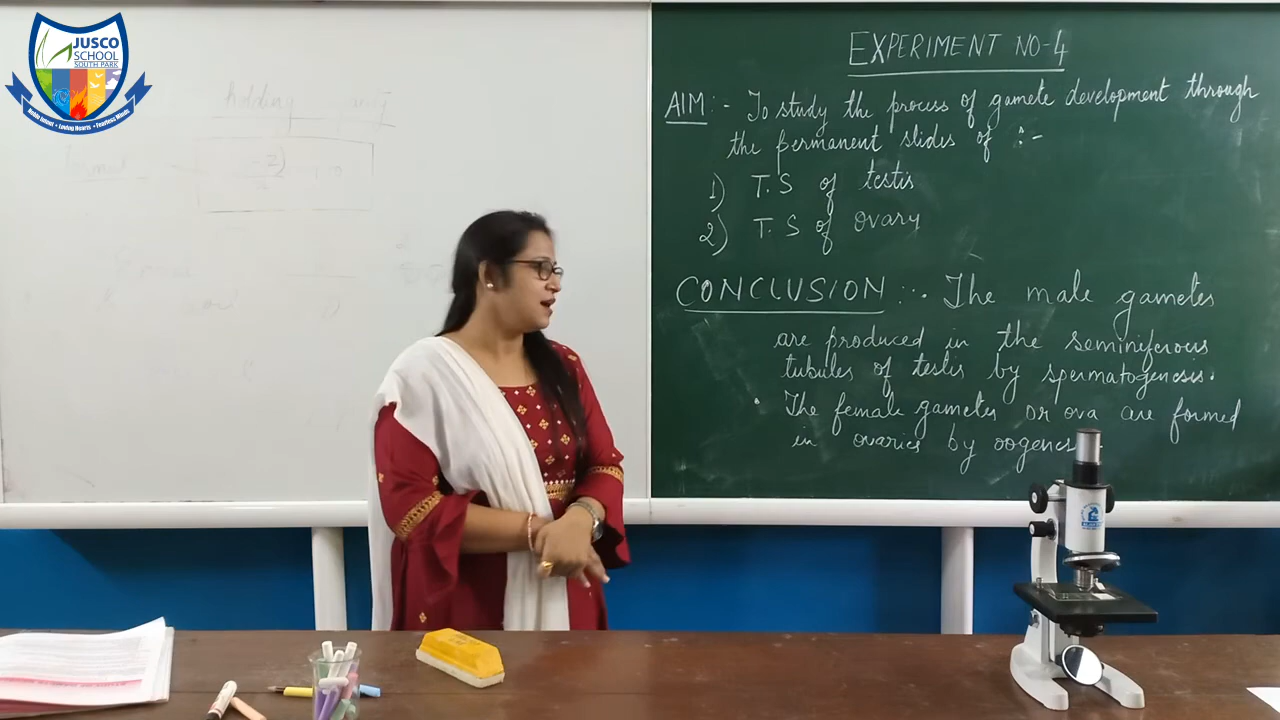 JUSCO
SCHOOL
SOUTH PARK
EXPERIMENT NO-4
AIM:- To study the process of gamete development through
the permanent slides of :-
1) T.S of testis
2) T.S of ovary
CONCLUSION:- The male gametes
are produced in the seminiferous
tubules of testis by spermatogenesis.
The female gametes or ova are formed
in ovaries by oogenes